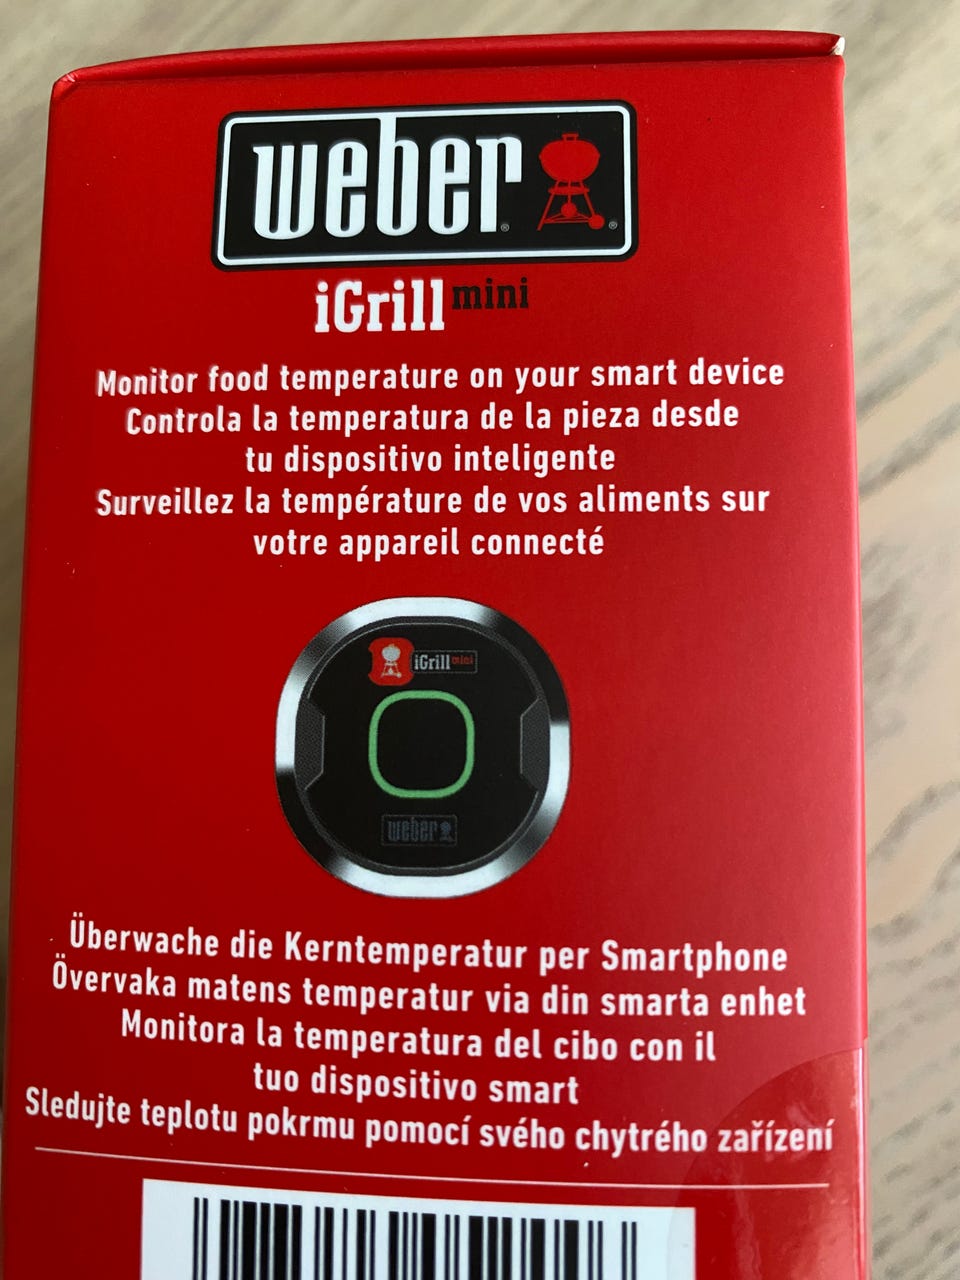 weber
iGrill mini
Monitor food temperature on your smart device
Controla la temperatura de la pieza desde
tu dispositivo inteligente
Surveillez la température de vos aliments sur
votre appareil connecté
iGrill mini
weber
Überwache die Kerntemperatur per Smartphone
Övervaka matens temperatur via din smarta enhet
Monitora la temperatura del cibo con il
tuo dispositivo smart
Sledujte teplotu pokrmu pomocí svého chytrého zařízení